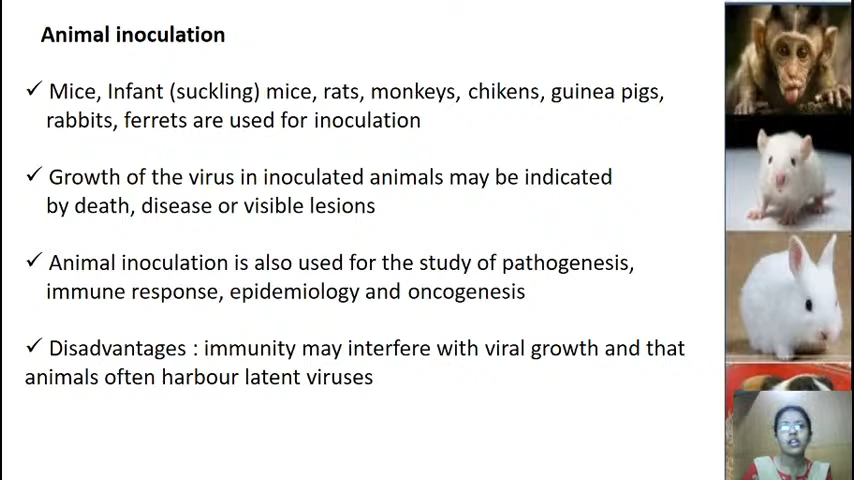 Animal inoculation
✓ Mice, Infant (suckling) mice, rats, monkeys, chikens, guinea pigs,
rabbits, ferrets are used for inoculation
✓ Growth of the virus in inoculated animals may be indicated
by death, disease or visible lesions
✓ Animal inoculation is also used for the study of pathogenesis,
immune response, epidemiology and oncogenesis
✓ Disadvantages : immunity may interfere with viral growth and that
animals often harbour latent viruses